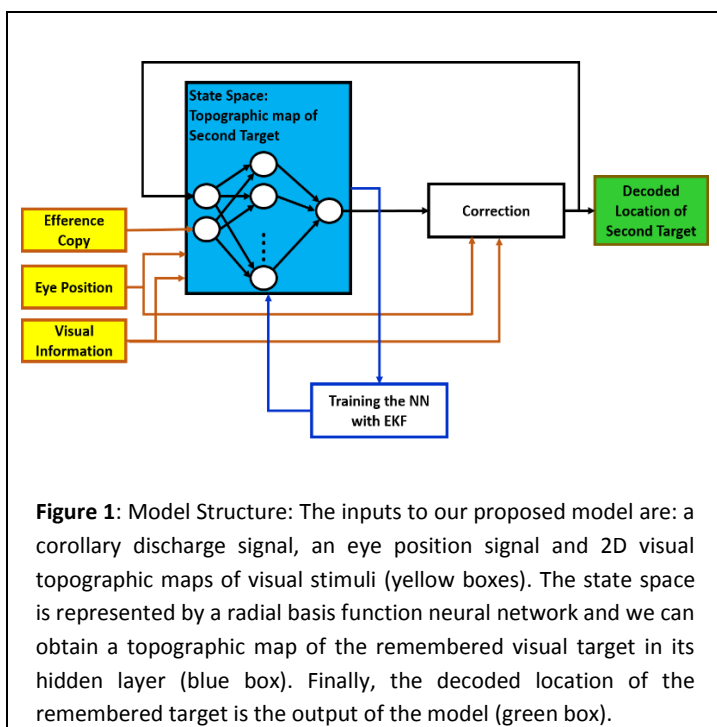 State Space:
Topographic map of
Second Target
Efference
Copy
Eye Position
Visual
Information
Correction
Decoded
Location of
Second Target
Training the NN
with EKF
Figure 1: Model Structure: The inputs to our proposed model are: a
corollary discharge signal, an eye position signal and 2D visual
topographic maps of visual stimuli (yellow boxes). The state space
is represented by a radial basis function neural network and we can
obtain a topographic map of the remembered visual target in its
hidden layer (blue box). Finally, the decoded location of the
remembered target is the output of the model (green box).